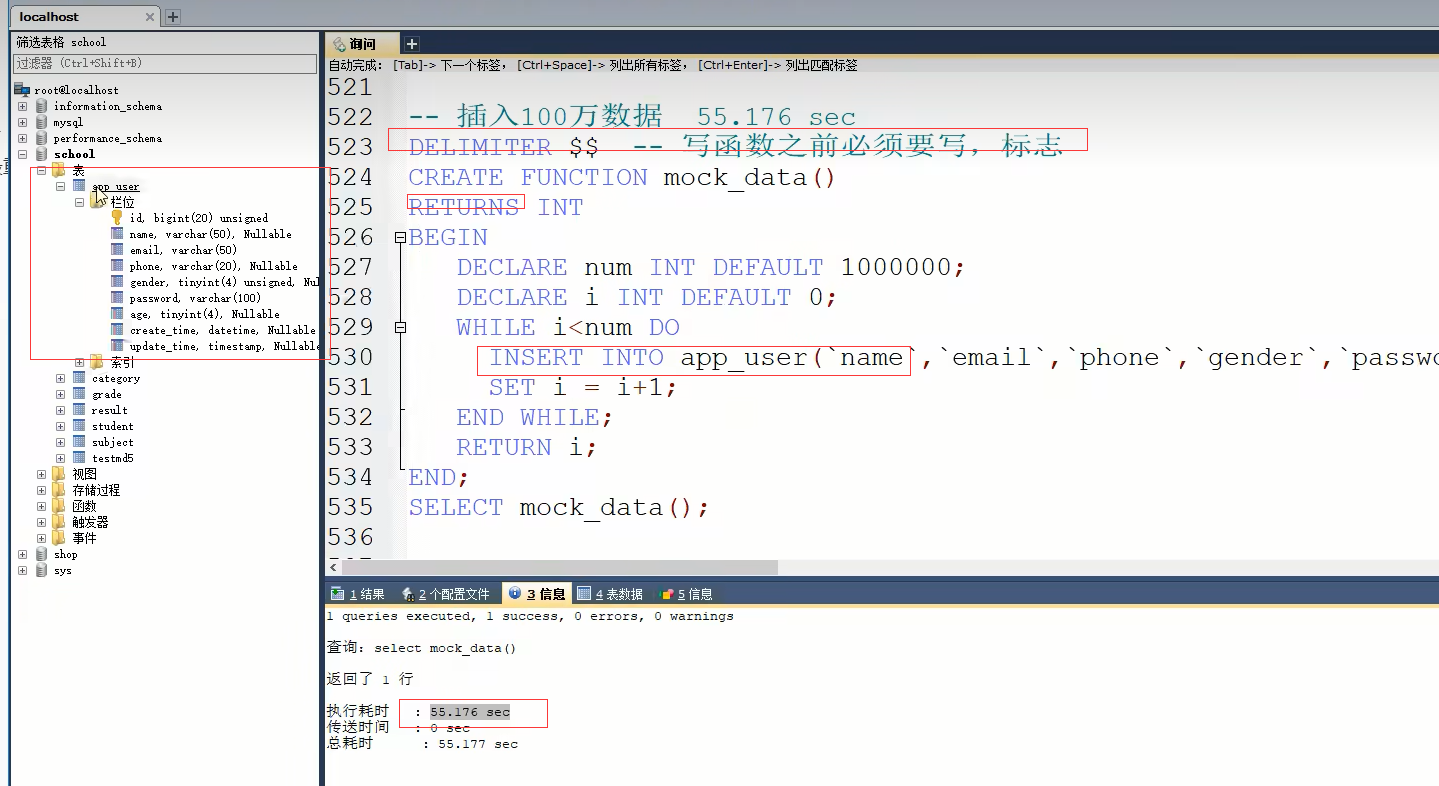 localhost
筛选表格 school
过滤器 (Ctrl+Shift+B)
root@localhost
information_schema
mysql
performance_schema
school
表
app_user
栏位
id, bigint(20) unsigned
name, varchar(50), Nullable
email, varchar(50)
phone, varchar(20), Nullable
gender, tinyint(4) unsigned, Nul
password, varchar(100)
age, tinyint(4), Nullable
create_time, datetime, Nullable
update_time, timestamp, Nullable
索引
category
grade
result
student
subject
testmd5
视图
存储过程
函数
触发器
事件
shop
sys
询问
自动完成: [Tab]-> 下一个标签, [Ctrl+Space]-> 列出所有标签, [Ctrl+Enter]-> 列出匹配标签
521
522 -- 插入100万数据 55.176 sec
523 DELIMITER $$ -- 写函数之前必须要写，标志
524 CREATE FUNCTION mock_data()
525 RETURNS INT
526 BEGIN
527 DECLARE num INT DEFAULT 1000000;
528 DECLARE i INT DEFAULT 0;
529 WHILE i<num DO
530 INSERT INTO app_user(`name`,`email`,`phone`,`gender`,`passwo
531 SET i = i+1;
532 END WHILE;
533 RETURN i;
534 END;
535 SELECT mock_data();
536
1 结果 2 个配置文件 3 信息 4 表数据 5 信息
1 queries executed, 1 success, 0 errors, 0 warnings
查询: select mock_data()
返回了 1 行
执行耗时 : 55.176 sec
传送时间 : 0 sec
总耗时 : 55.177 sec